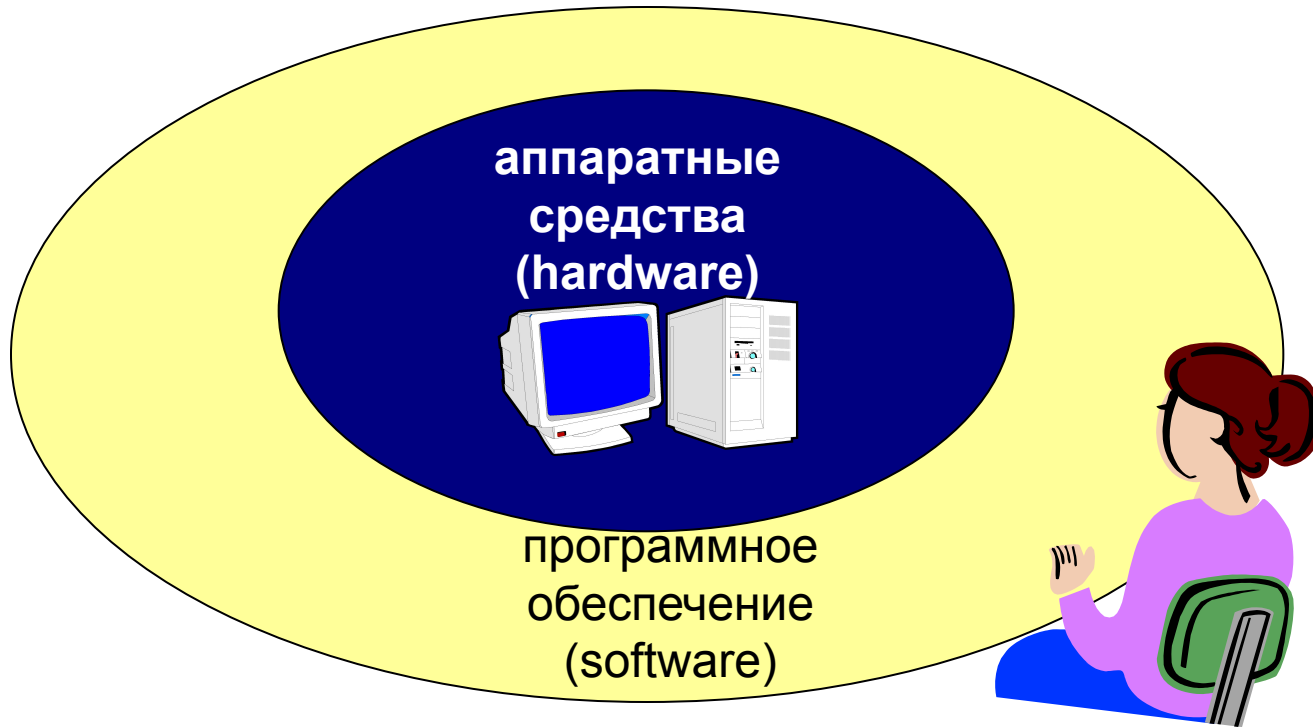 аппаратные
средства
(hardware)
программное
обеспечение
(software)